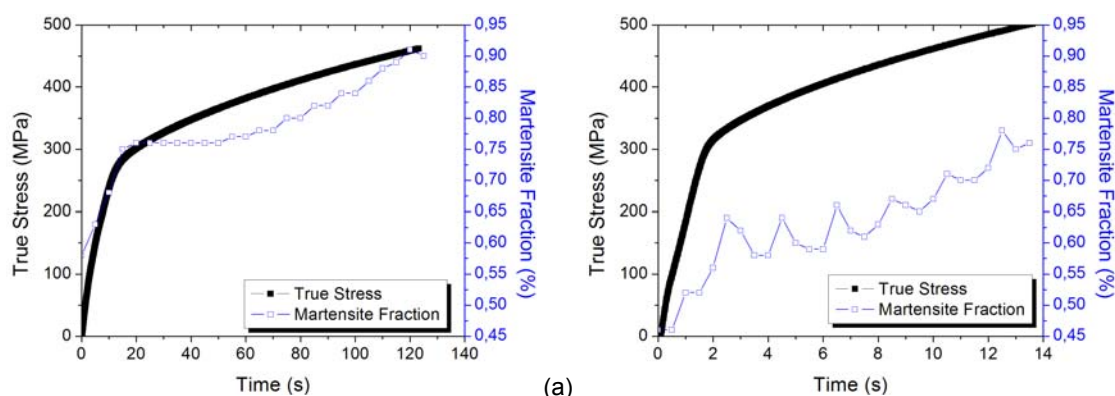 True Stress (MPa)
500
400
300
200
100
0
0 20 40 60 80 100 120 140
Time (s)
0,95
0,90
0,85
0,80
0,75
0,70
0,65
0,60
0,55
0,50
0,45
Martensite Fraction (%)
True Stress
Martensite Fraction
(a)
True Stress (MPa)
500
400
300
200
100
0
0 2 4 6 8 10 12 14
Time (s)
0,95
0,90
0,85
0,80
0,75
0,70
0,65
0,60
0,55
0,50
0,45
Martensite Fraction (%)
True Stress
Martensite Fraction